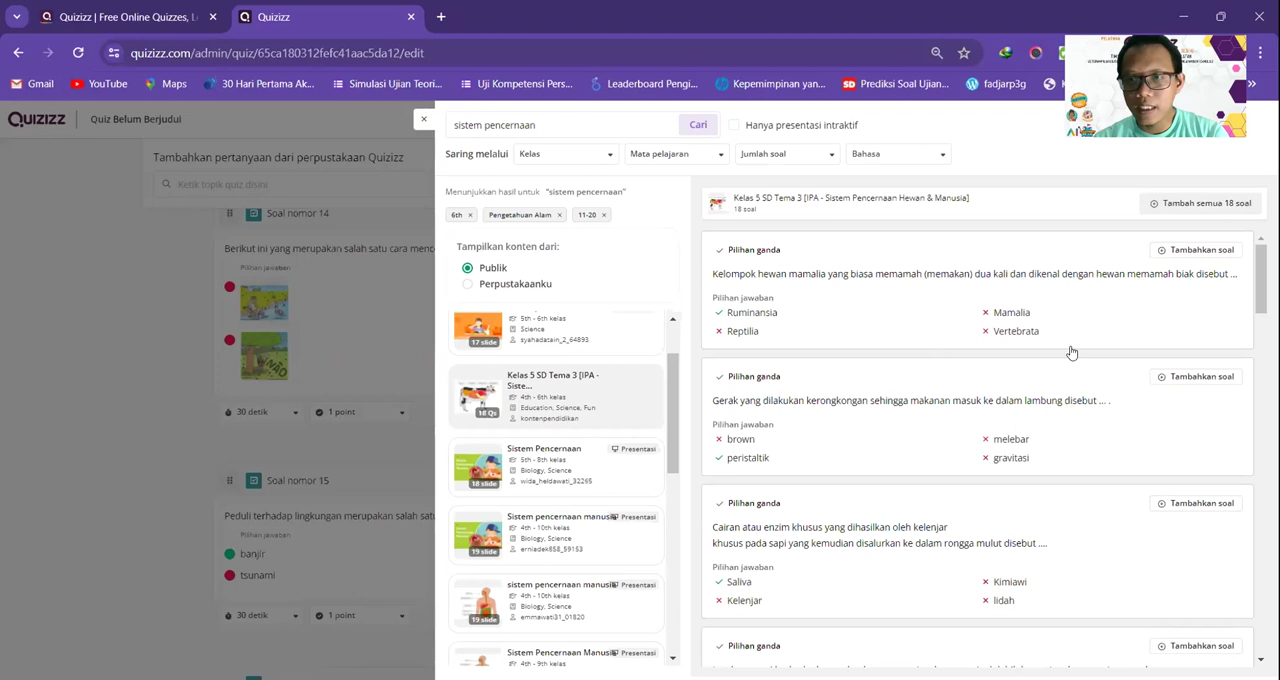 Quizizz | Free Online Quizzes, L
Quizizz
quizizz.com/admin/quiz/65ca180312fefc41aac5da12/edit
Gmail
YouTube
Maps
30 Hari Pertama Ak...
Simulasi Ujian Teori...
Uji Kompetensi Pers...
Leaderboard Pengi...
Kepemimpinan yan...
Prediksi Soal Ujian...
fadjarp3g
Quizizz
Quiz Belum Berjudul
Tambahkan pertanyaan dari perpustakaan Quizizz
Ketik topik quiz disini
Soal nomor 14
Berikut ini yang merupakan salah satu cara mence
Pilihan jawaban
30 detik
1 point
Soal nomor 15
Peduli terhadap lingkungan merupakan salah satu
Pilihan jawaban
banjir
tsunami
30 detik
1 point
sistem pencernaan
Cari
Hanya presentasi intraktif
Saring melalui
Kelas
Mata pelajaran
Jumlah soal
Bahasa
Menunjukkan hasil untuk "sistem pencernaan"
6th ×
Pengetahuan Alam ×
11-20 ×
Tampilkan konten dari:
Publik
Perpustakaanku
5th - 6th kelas
Science
syahadatain_2_64893
17 slide
Kelas 5 SD Tema 3 [IPA -
Siste...
4th - 6th kelas
Education, Science, Fun
kontenpendidikan
18 Qs
Sistem Pencernaan
Presentasi
5th - 8th kelas
Biology, Science
wida_heldawati_32265
18 slide
Sistem pencernaan manusi
Presentasi
4th - 10th kelas
Biology, Science
erniadek858_59153
19 slide
sistem pencernaan manusi
Presentasi
4th - 10th kelas
Biology, Science
emmawati31_01820
19 slide
Sistem Pencernaan Manusi
Presentasi
4th - 9th kelas
Kelas 5 SD Tema 3 [IPA - Sistem Pencernaan Hewan & Manusia]
18 soal
Tambah semua 18 soal
Pilihan ganda
Tambahkan soal
Kelompok hewan mamalia yang biasa memamah (memakan) dua kali dan dikenal dengan hewan memamah biak disebut ...
Pilihan jawaban
Ruminansia
Mamalia
Reptilia
Vertebrata
Pilihan ganda
Tambahkan soal
Gerak yang dilakukan kerongkongan sehingga makanan masuk ke dalam lambung disebut ... .
Pilihan jawaban
brown
melebar
peristaltik
gravitasi
Pilihan ganda
Tambahkan soal
Cairan atau enzim khusus yang dihasilkan oleh kelenjar
khusus pada sapi yang kemudian disalurkan ke dalam rongga mulut disebut ....
Pilihan jawaban
Saliva
Kimiawi
Kelenjar
lidah
Pilihan ganda
Tambahkan soal